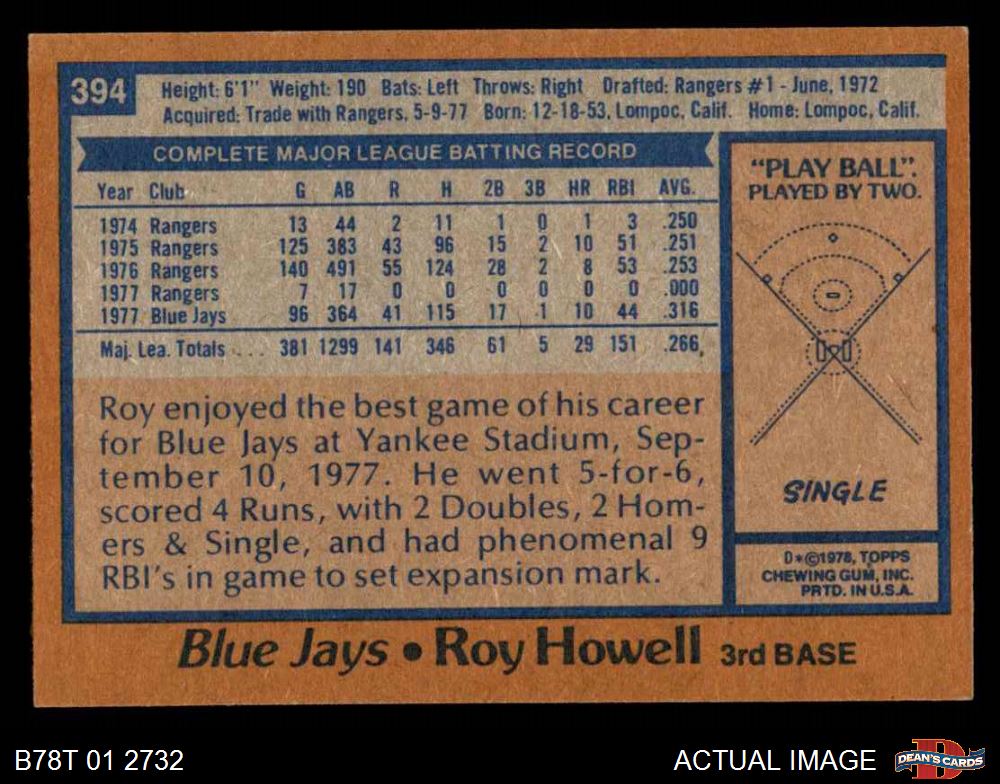 394
Height: 6'1" Weight: 190 Bats: Left Throws: Right Drafted: Rangers #1 - June, 1972
Acquired: Trade with Rangers, 5-9-77 Born: 12-18-53, Lompoc, Calif. Home: Lompoc, Calif.
COMPLETE MAJOR LEAGUE BATTING RECORD
Year Club G AB R H 2B 3B HR RBI AVG.
1974 Rangers 13 44 2 11 1 0 1 3 .250
1975 Rangers 125 383 43 96 15 2 10 51 .251
1976 Rangers 140 491 55 124 28 2 8 53 .253
1977 Rangers 7 17 0 0 0 0 0 0 .000
1977 Blue Jays 96 364 41 115 17 1 10 44 .316
Maj. Lea. Totals ... 381 1299 141 346 61 5 29 151 .266
Roy enjoyed the best game of his career
for Blue Jays at Yankee Stadium, Sep-
tember 10, 1977. He went 5-for-6,
scored 4 Runs, with 2 Doubles, 2 Hom-
ers & Single, and had phenomenal 9
RBI's in game to set expansion mark.
"PLAY BALL".
PLAYED BY TWO.
SINGLE
D*©1978, TOPPS
CHEWING GUM, INC.
PRTD. IN U.S.A.
Blue Jays • Roy Howell 3rd BASE
B78T 01 2732
ACTUAL IMAGE
D
DEAN'S CARDS